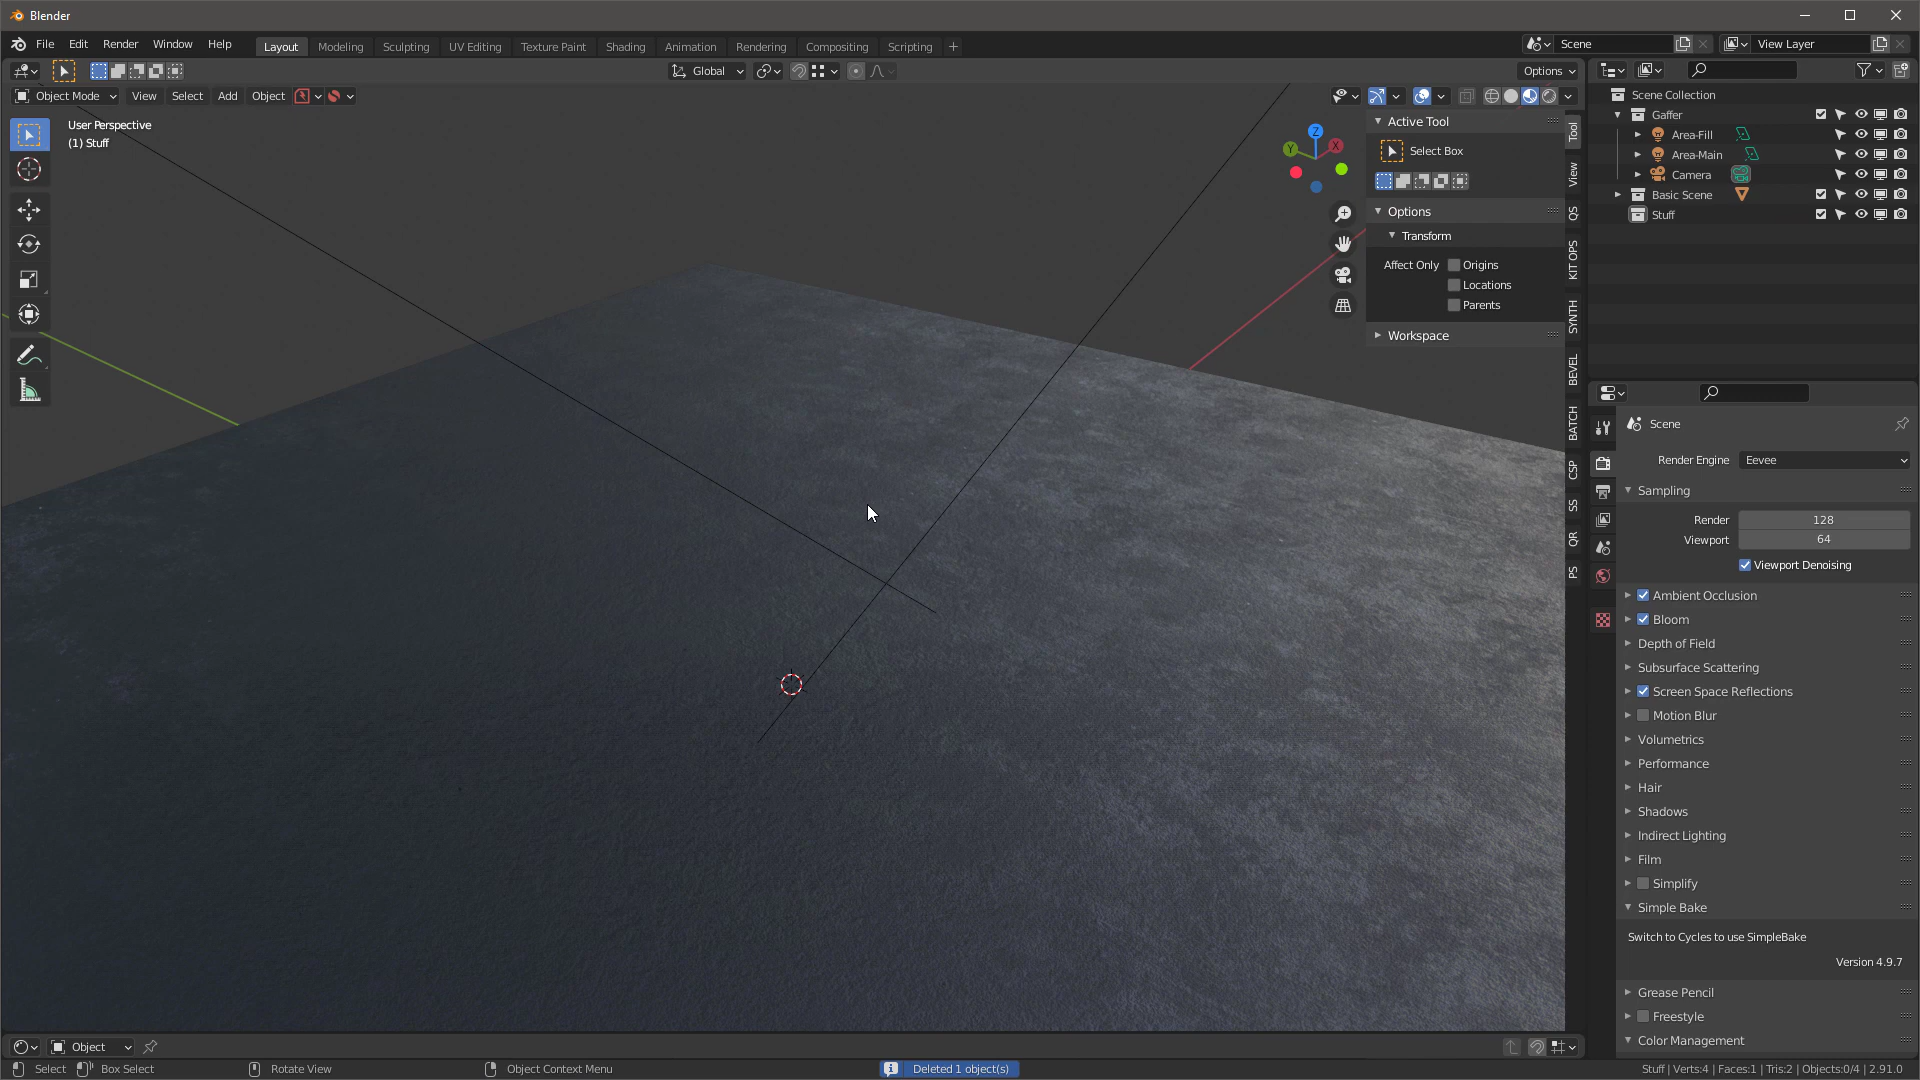 Blender
File Edit Render Window Help Layout Modeling Sculpting UV Editing Texture Paint Shading Animation Rendering Compositing Scripting + Scene View Layer
Global Options
Object Mode View Select Add Object
User Perspective
(1) Stuff
Z
Y
X
Active Tool
Select Box
Options
Transform
Affect Only Origins
Locations
Parents
Workspace
Tool
View
QS
KIT OPS
SYNTH
BEVEL
BATCH
CSP
SS
QR
PS
Scene Collection
Gaffer
Area-Fill
Area-Main
Camera
Basic Scene
Stuff
Scene
Render Engine Eevee
Sampling
Render 128
Viewport 64
Viewport Denoising
Ambient Occlusion
Bloom
Depth of Field
Subsurface Scattering
Screen Space Reflections
Motion Blur
Volumetrics
Performance
Hair
Shadows
Indirect Lighting
Film
Simplify
Simple Bake
Switch to Cycles to use SimpleBake
Version 4.9.7
Grease Pencil
Freestyle
Color Management
Object
Select Box Select Rotate View Object Context Menu Deleted 1 object(s) Stuff | Verts:4 | Faces:1 | Tris:2 | Objects:0/4 | 2.91.0